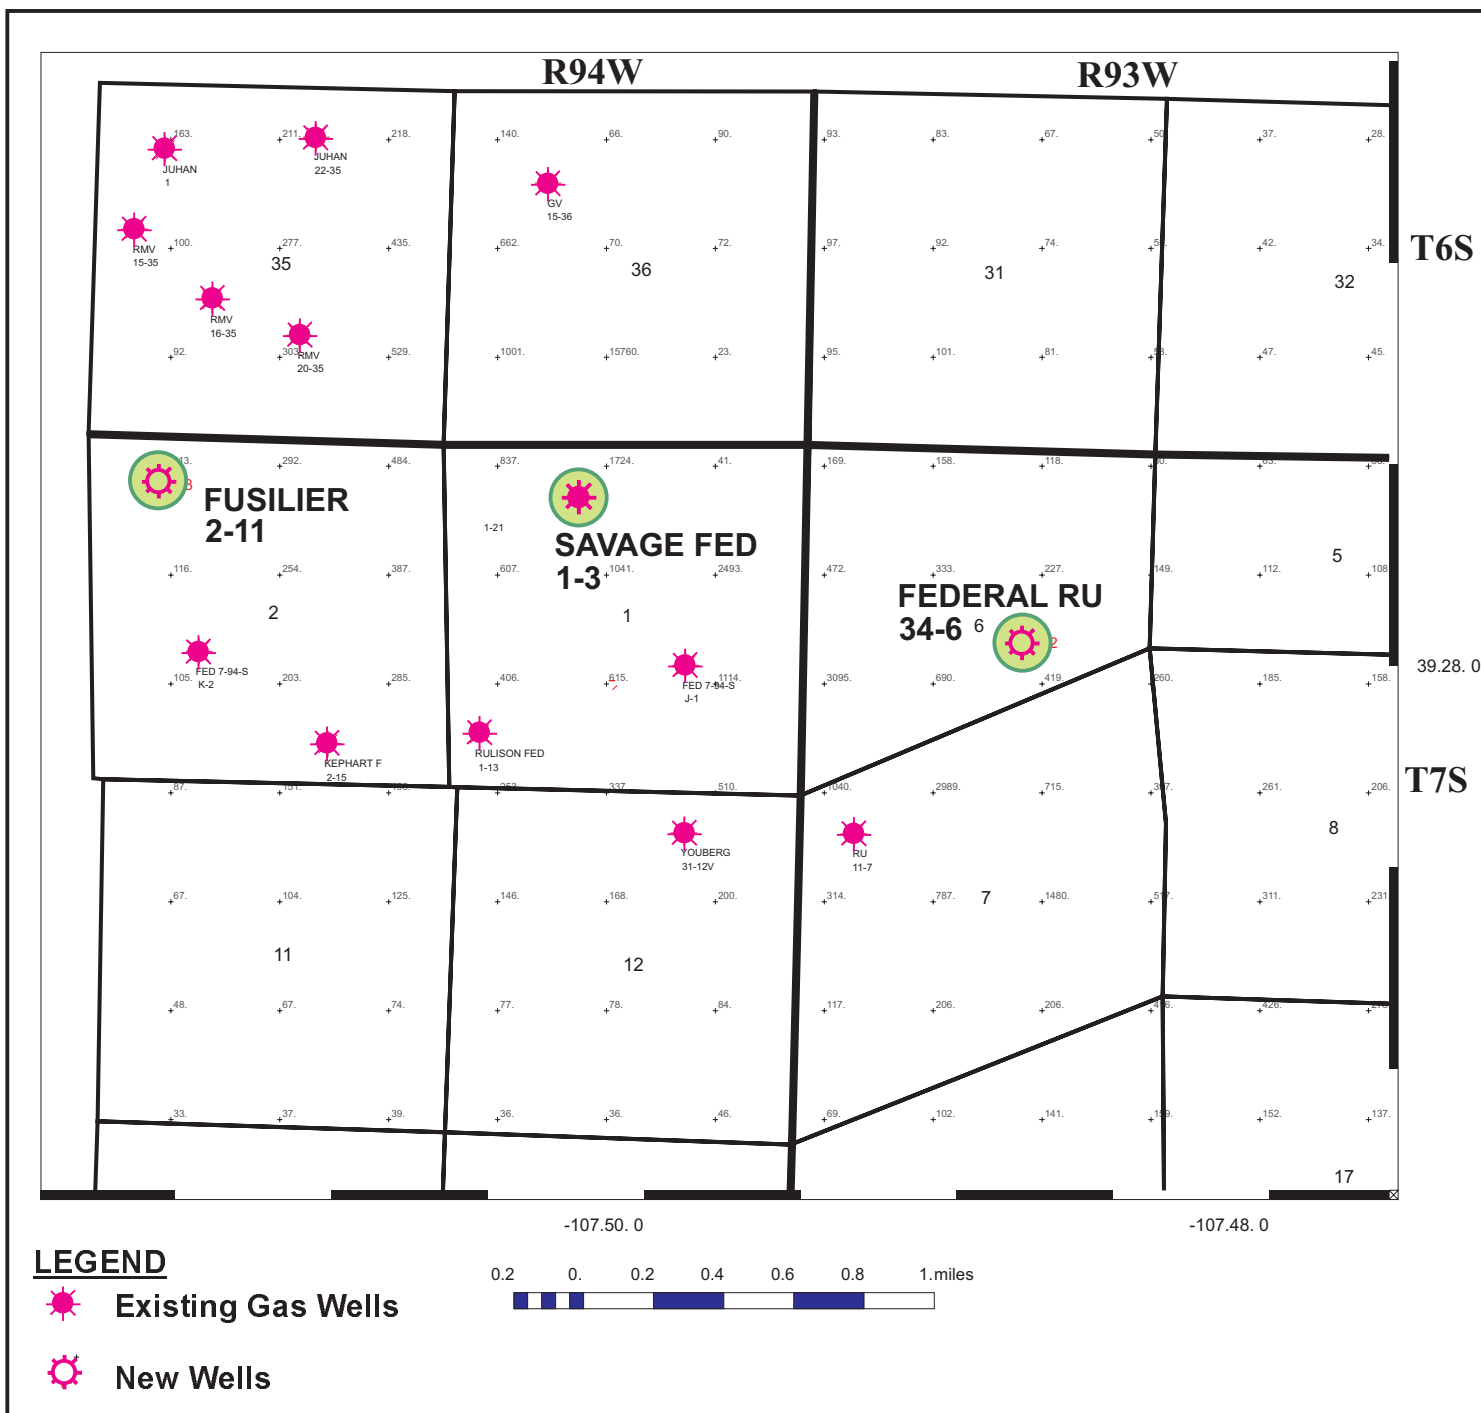 R94W
R93W
163. 211. 218. 140. 66. 90. 93. 83. 67. 50. 37. 28.
JUHAN
1
JUHAN
22-35
GV
15-36
T6S
RMV
15-35
100. 277. 435. 662. 70. 72. 97. 92. 74. 42. 34.
35
36
31
32
RMV
16-35
92. 303. 529. 1001. 15760. 23. 95. 101. 81. 47. 45.
RMV
20-35
292. 484. 837. 1724. 41. 169. 158. 118.
FUSILIER
2-11
1-21
SAVAGE FED
1-3
116. 254. 387. 607. 1041. 2493. 472. 333. 227. 149. 112. 108.
5
2
1
FEDERAL RU
34-6
6
2
39.28. 0
FED 7-94-S
K-2
105. 203. 285. 406. 615. 1114. 3095. 690. 419. 260. 185. 158.
FED 7-94-S
J-1
KEPHART F
2-15
RULISON FED
1-13
T7S
87. 151. 337. 510. 1040. 2989. 715. 261. 206.
YOUBERG
31-12V
RU
11-7
8
67. 104. 125. 146. 168. 200. 314. 787. 1480. 517. 311. 231.
7
11
12
48. 67. 74. 77. 78. 84. 117. 206. 206. 426.
33. 37. 39. 36. 36. 46. 69. 102. 141. 159. 152. 137.
17
-107.50. 0
-107.48. 0
LEGEND
Existing Gas Wells
New Wells
0.2 0. 0.2 0.4 0.6 0.8 1.miles